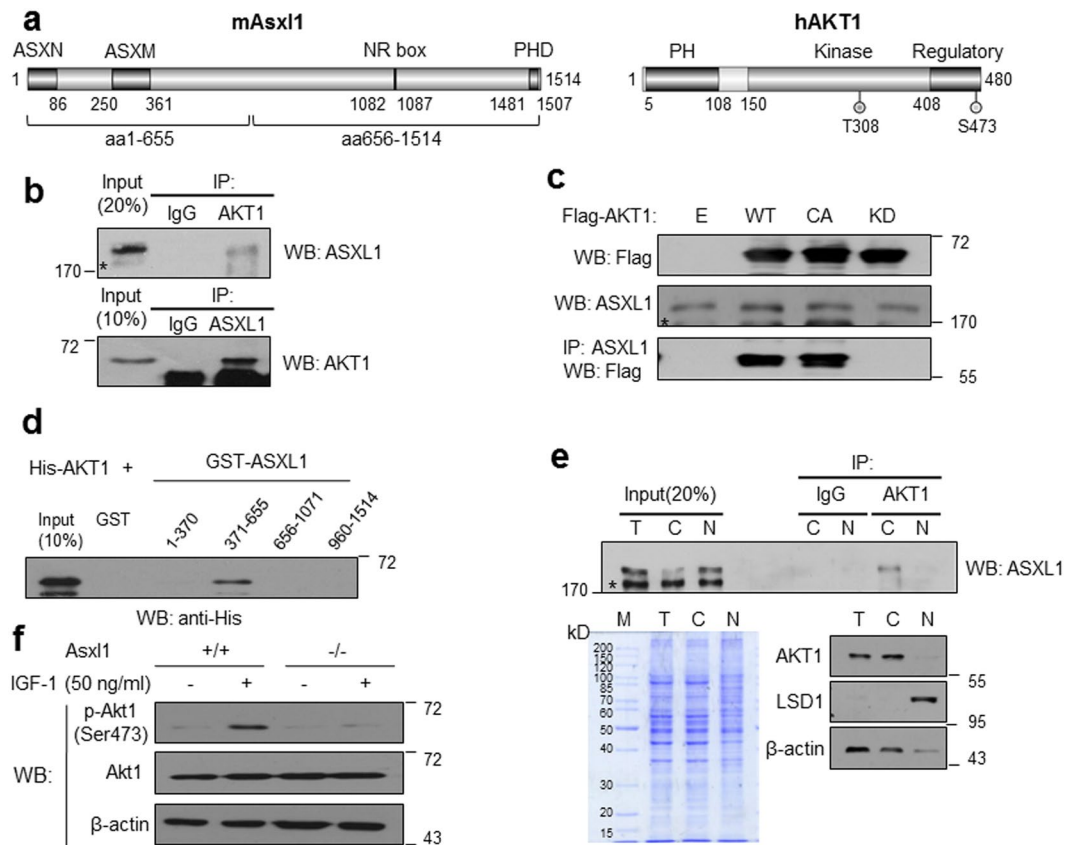 a
mAsxl1
hAKT1
ASXN ASXM NR box PHD
1 1514
86 250 361 1082 1087 1481 1507
aa1-655 aa656-1514
PH Kinase Regulatory
1 480
5 108 150 408
T308 S473
b
Input (20%) IP:
IgG AKT1
WB: ASXL1
*
170
Input (10%) IP:
IgG ASXL1
72
WB: AKT1
c
Flag-AKT1: E WT CA KD
WB: Flag 72
WB: ASXL1
* 170
IP: ASXL1
WB: Flag 55
d
His-AKT1 + GST-ASXL1
Input (10%) GST 1-370 371-655 656-1071 960-1514
72
WB: anti-His
e
IP:
Input(20%) IgG AKT1
T C N C N C N
WB: ASXL1
*
170
kD M T C N
200
150
120
100
85
70
60
50
40
30
20
15
T C N
AKT1 55
LSD1 95
β-actin 43
f
Asxl1 +/+ -/-
IGF-1 (50 ng/ml) - + - +
WB:
p-Akt1 (Ser473) 72
Akt1 72
β-actin 43